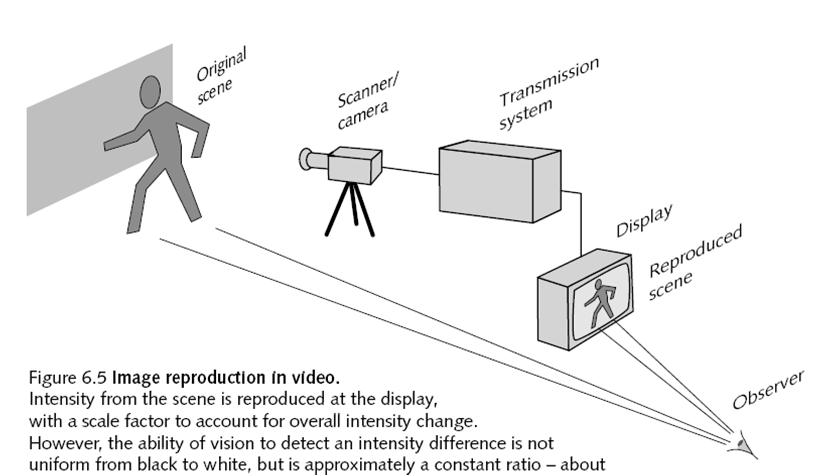 Original
scene
Scanner/
camera
Transmission
system
Display
Reproduced
scene
Observer
Figure 6.5 Image reproduction in video.
Intensity from the scene is reproduced at the display,
with a scale factor to account for overall intensity change.
However, the ability of vision to detect an intensity difference is not
uniform from black to white, but is approximately a constant ratio – about